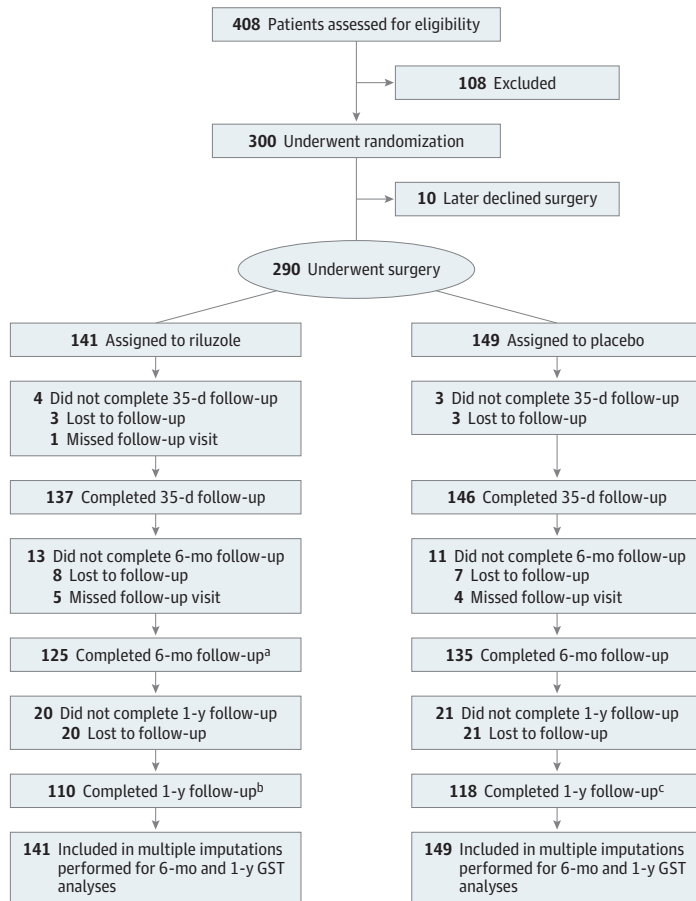 408 Patients assessed for eligibility
108 Excluded
300 Underwent randomization
10 Later declined surgery
290 Underwent surgery
141 Assigned to riluzole
4 Did not complete 35-d follow-up
3 Lost to follow-up
1 Missed follow-up visit
137 Completed 35-d follow-up
13 Did not complete 6-mo follow-up
8 Lost to follow-up
5 Missed follow-up visit
125 Completed 6-mo follow-upᵃ
20 Did not complete 1-y follow-up
20 Lost to follow-up
110 Completed 1-y follow-upᵇ
141 Included in multiple imputations
performed for 6-mo and 1-y GST
analyses
149 Assigned to placebo
3 Did not complete 35-d follow-up
3 Lost to follow-up
146 Completed 35-d follow-up
11 Did not complete 6-mo follow-up
7 Lost to follow-up
4 Missed follow-up visit
135 Completed 6-mo follow-up
21 Did not complete 1-y follow-up
21 Lost to follow-up
118 Completed 1-y follow-upᶜ
149 Included in multiple imputations
performed for 6-mo and 1-y GST
analyses